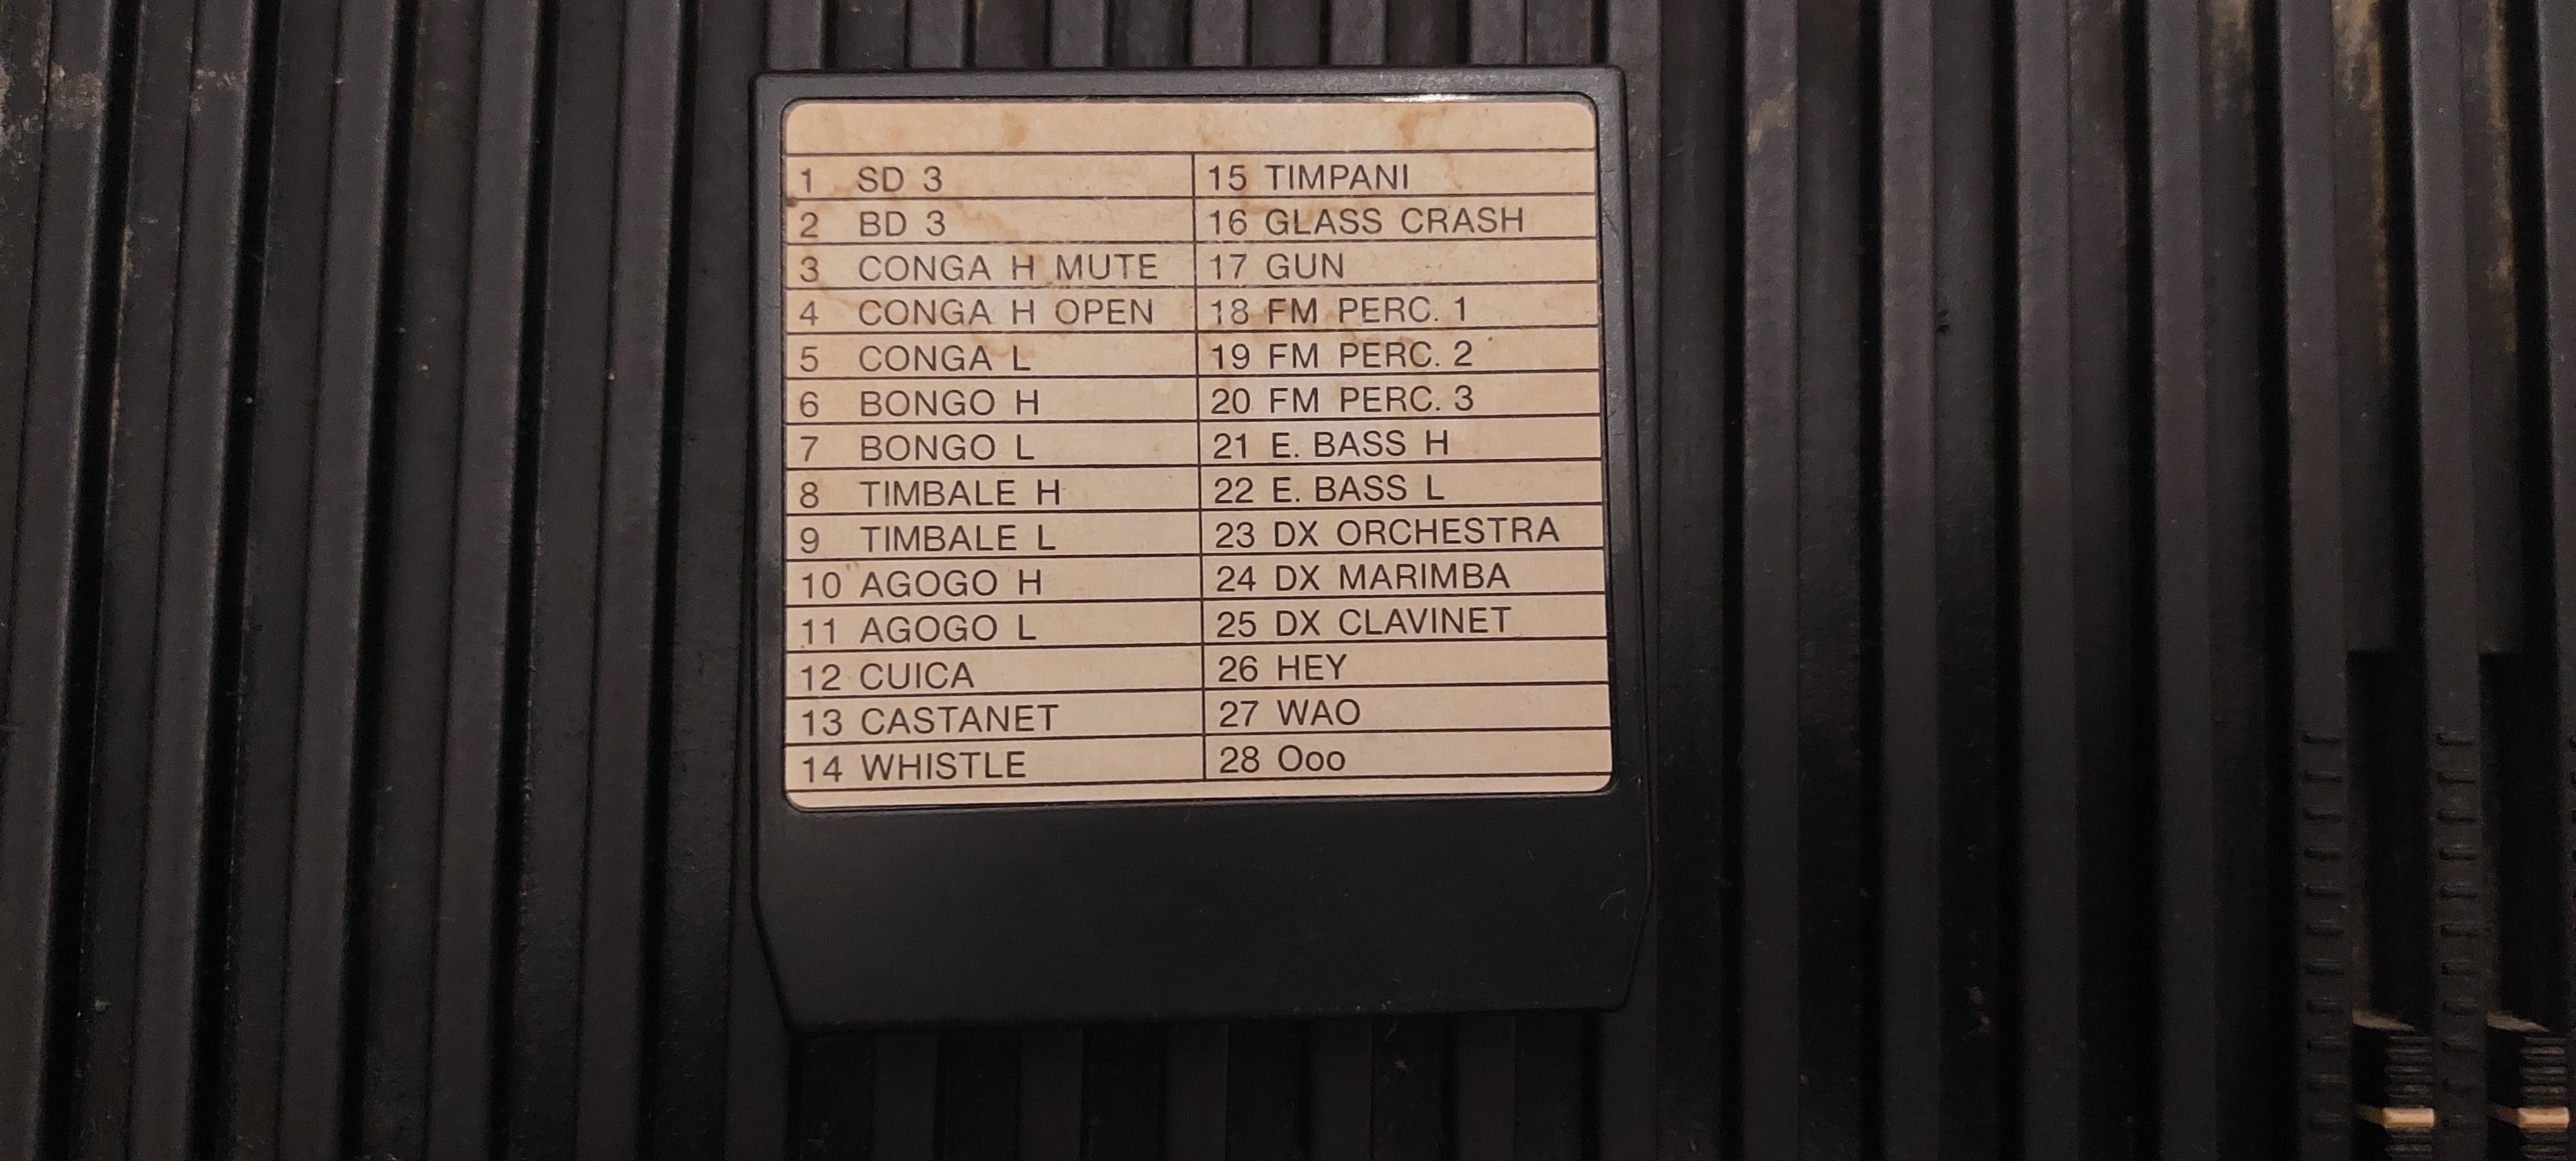 1 SD 3
2 BD 3
3 CONGA H MUTE
4 CONGA H OPEN
5 CONGA L
6 BONGO H
7 BONGO L
8 TIMBALE H
9 TIMBALE L
10 AGOGO H
11 AGOGO L
12 CUICA
13 CASTANET
14 WHISTLE
15 TIMPANI
16 GLASS CRASH
17 GUN
18 FM PERC. 1
19 FM PERC. 2
20 FM PERC. 3
21 E. BASS H
22 E. BASS L
23 DX ORCHESTRA
24 DX MARIMBA
25 DX CLAVINET
26 HEY
27 WAO
28 Ooo